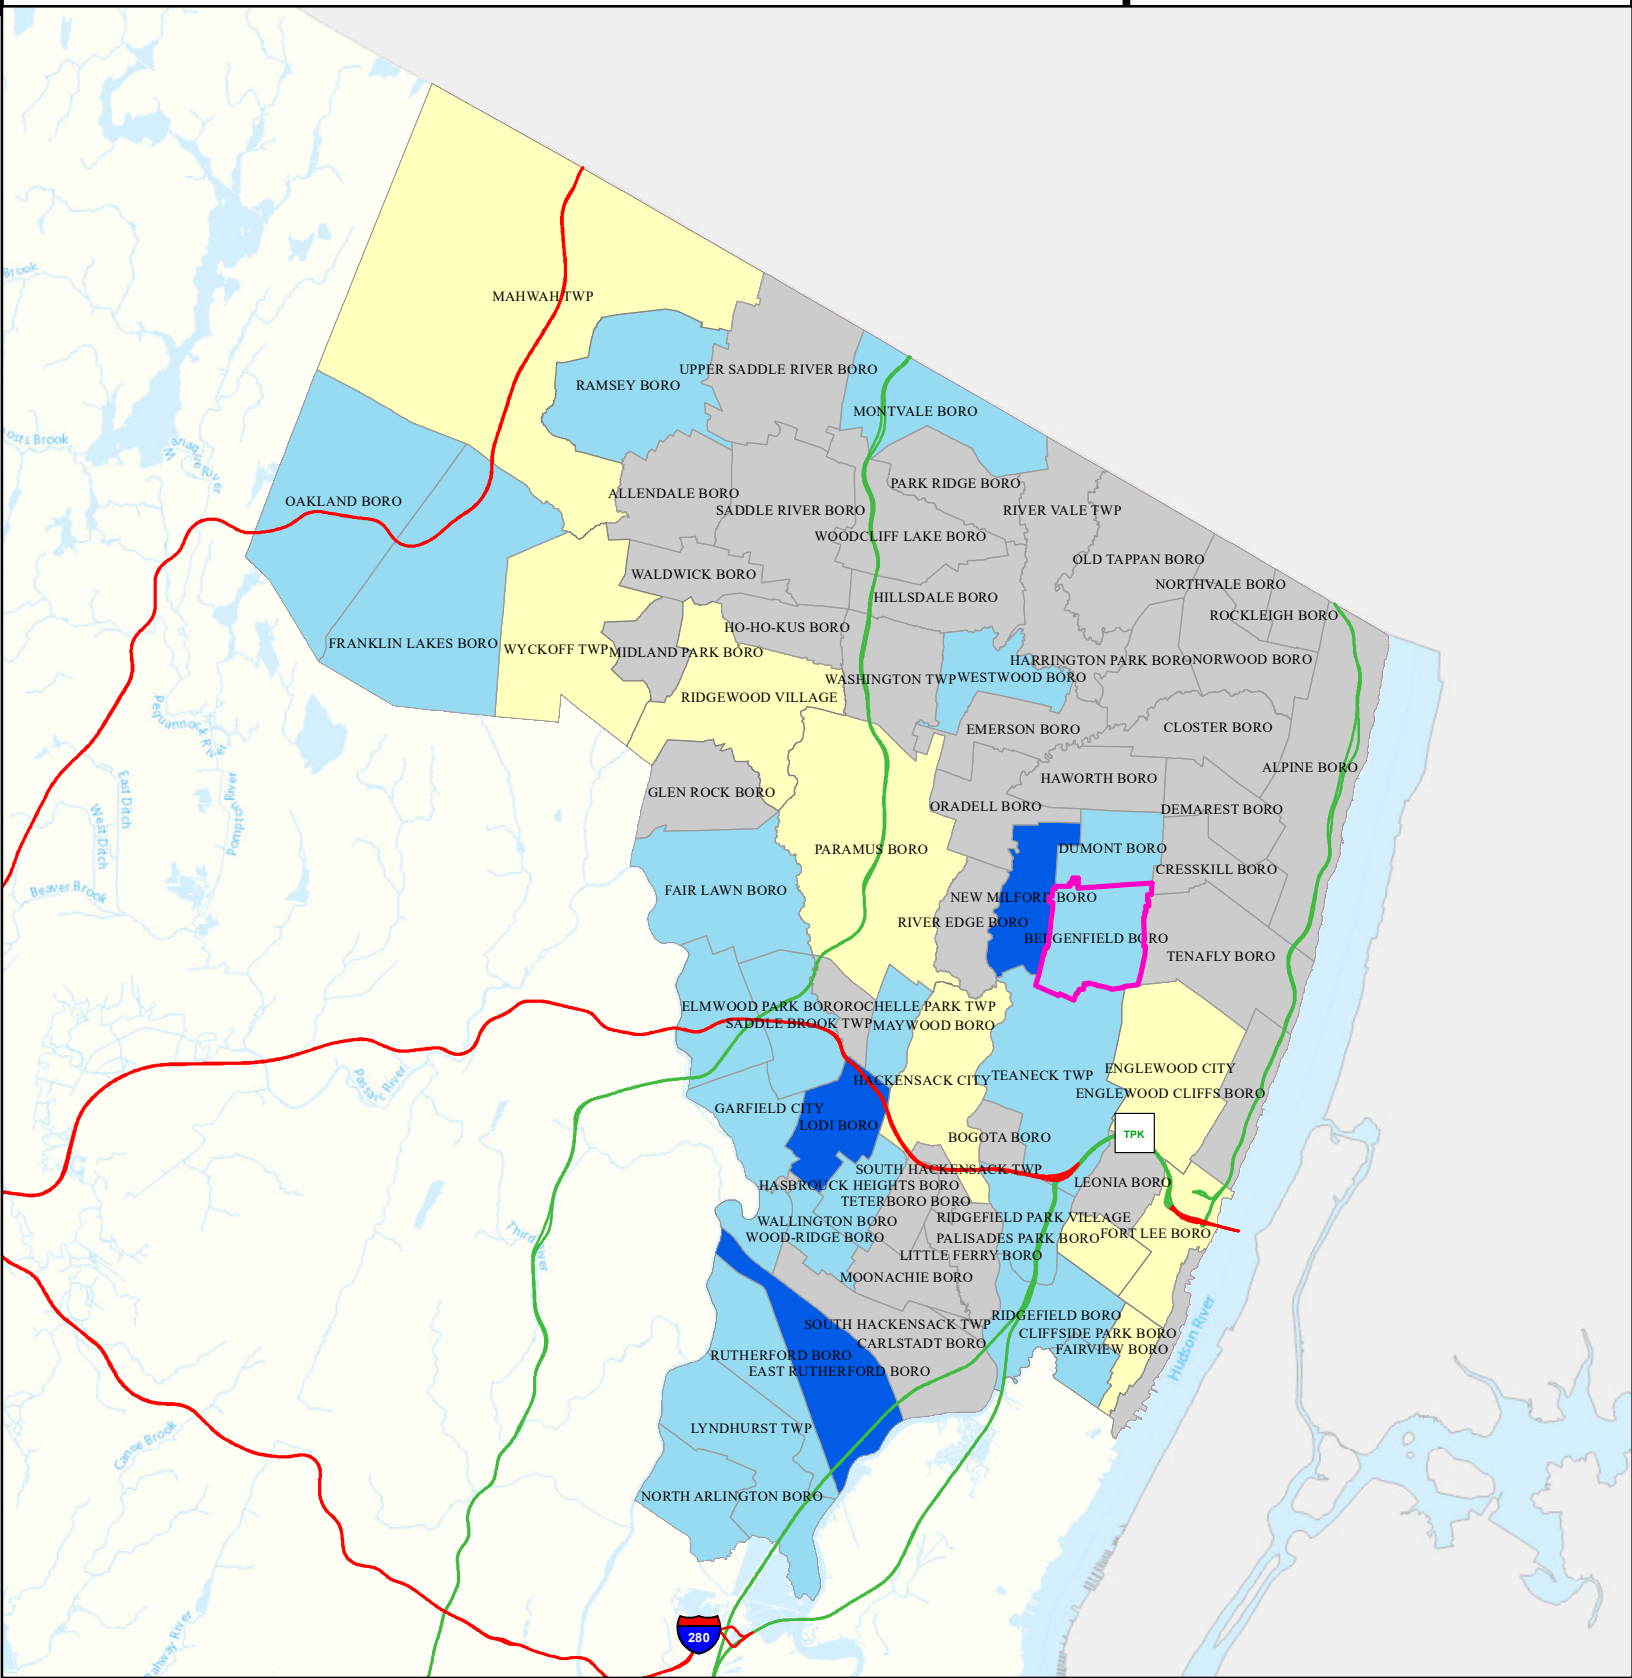 MAHWAH TWP
UPPER SADDLE RIVER BORO
RAMSEY BORO
MONTVALE BORO
PARK RIDGE BORO
ALLENDALE BORO
OAKLAND BORO
SADDLE RIVER BORO
RIVER VALE TWP
WOODCLIFF LAKE BORO
OLD TAPPAN BORO
WALDWICK BORO
NORTHVALE BORO
HILLSDALE BORO
ROCKLEIGH BORO
HO-HO-KUS BORO
FRANKLIN LAKES BORO
WYCKOFF TWP
MIDLAND PARK BORO
HARRINGTON PARK BORO
NORWOOD BORO
WASHINGTON TWP
WESTWOOD BORO
RIDGEWOOD VILLAGE
EMERSON BORO
CLOSTER BORO
ALPINE BORO
HAWORTH BORO
GLEN ROCK BORO
ORADELL BORO
DEMAREST BORO
PARAMUS BORO
DUMONT BORO
CRESSKILL BORO
FAIR LAWN BORO
NEW MILFORD BORO
RIVER EDGE BORO
BERGENFIELD BORO
TENAFLY BORO
ELMWOOD PARK BORO
ROCHELLE PARK TWP
SADDLE BROOK TWP
MAYWOOD BORO
ENGLEWOOD CITY
TEANECK TWP
HACKENSACK CITY
ENGLEWOOD CLIFFS BORO
GARFIELD CITY
LODI BORO
TPK
BOGOTA BORO
SOUTH HACKENSACK TWP
LEONIA BORO
HASBROUCK HEIGHTS BORO
TETERBORO BORO
RIDGEFIELD PARK VILLAGE
WALLINGTON BORO
FORT LEE BORO
WOOD-RIDGE BORO
PALISADES PARK BORO
LITTLE FERRY BORO
MOONACHIE BORO
RIDGEFIELD BORO
SOUTH HACKENSACK TWP
CLIFFSIDE PARK BORO
CARLSTADT BORO
FAIRVIEW BORO
RUTHERFORD BORO
EAST RUTHERFORD BORO
LYNDHURST TWP
NORTH ARLINGTON BORO
280
Brook
Pequannock River
East Ditch
West Ditch
Pompton River
Beaver Brook
Passaic River
Third River
Canoe Brook
Hudson River